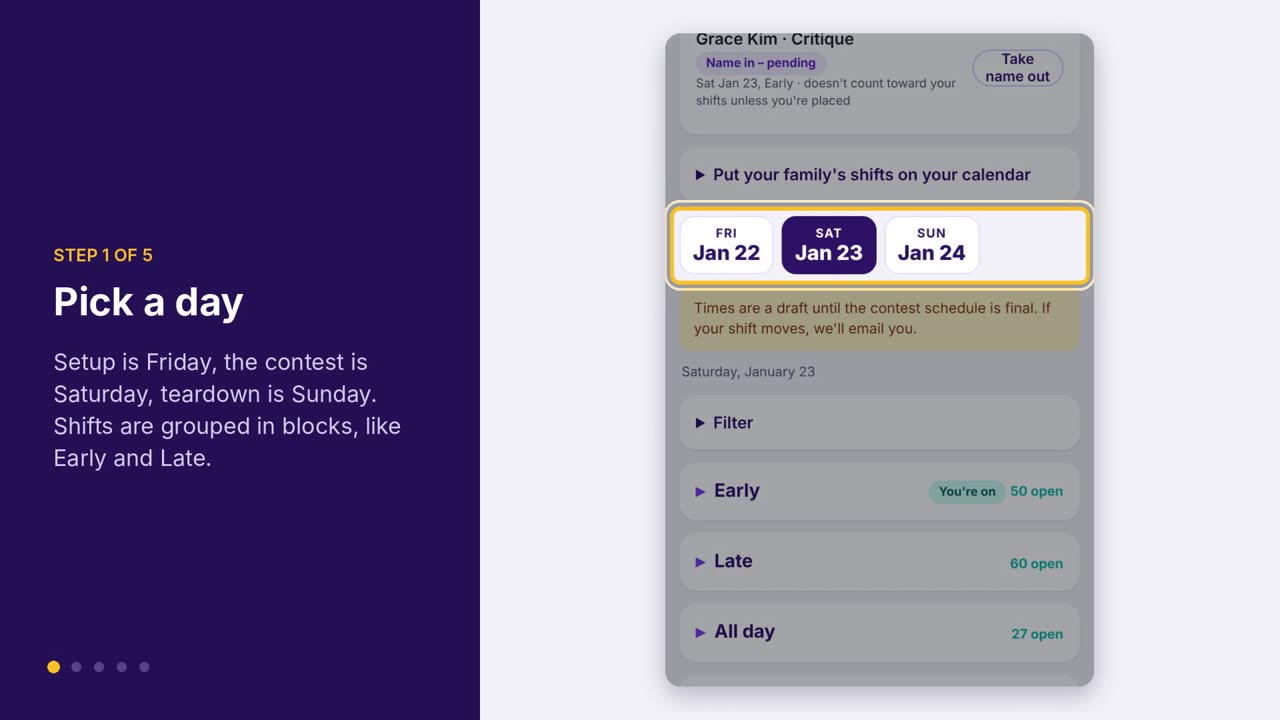 STEP 1 OF 5
Pick a day
Setup is Friday, the contest is
Saturday, teardown is Sunday.
Shifts are grouped in blocks, like
Early and Late.
Grace Kim · Critique
Name in – pending
Sat Jan 23, Early · doesn't count toward your
shifts unless you're placed
Take
name out
Put your family's shifts on your calendar
FRI
Jan 22
SAT
Jan 23
SUN
Jan 24
Times are a draft until the contest schedule is final. If
your shift moves, we'll email you.
Saturday, January 23
Filter
Early
You're on
50 open
Late
60 open
All day
27 open